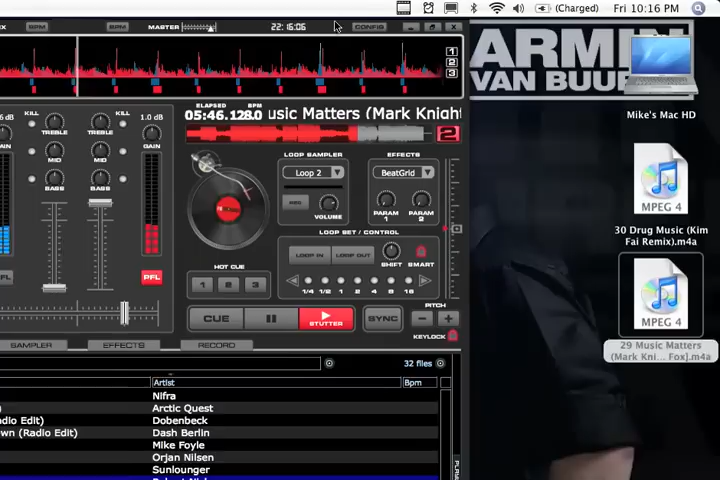 (Charged) Fri 10:16 PM
EX BPM BPM MASTER 22:16:06 CONFIG
1
2
3
ARMIN
VAN BUUR
Mike's Mac HD
MPEG 4
30 Drug Music (Kim
Fai Remix).m4a
MPEG 4
29 Music Matters
(Mark Kni... Fox).m4a
ELAPSED BPM
05:46.128.0 usic Matters (Mark Knight
2
6 dB KILL KILL 1.0 dB
TREBLE TREBLE GAIN
MID MID
BASS BASS
PFL
LOOP SAMPLER
Loop 2
REC
VOLUME
EFFECTS
BeatGrid
PARAM
1
PARAM
2
LOOP SET / CONTROL
LOOP IN LOOP OUT
SHIFT SMART
1/4 1/2 1 2 4 8 16
HOT CUE
1 2 3
CUE STUTTER SYNC
PITCH
KEYLOCK
SAMPLER EFFECTS RECORD
32 files
Artist Bpm
Nifra
) Arctic Quest
adio Edit) Dobenbeck
wn (Radio Edit) Dash Berlin
Mike Foyle
Orjan Nilsen
Sunlounger